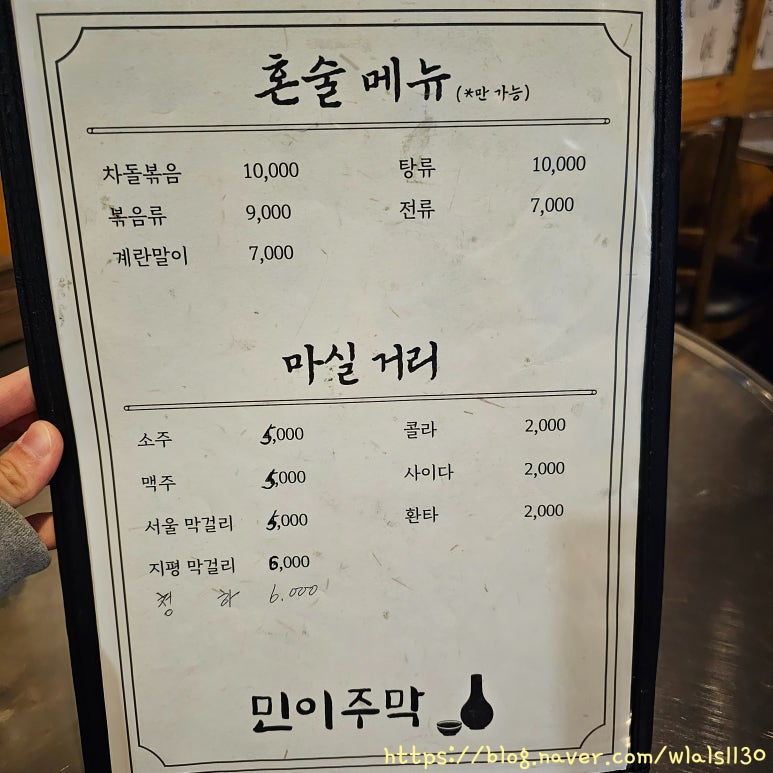 혼술 메뉴 (*만 가능)
차돌볶음 10,000 탕류 10,000
볶음류 9,000 전류 7,000
계란말이 7,000
마실 거리
소주 5,000 콜라 2,000
맥주 5,000 사이다 2,000
서울 막걸리 5,000 환타 2,000
지평 막걸리 6,000
청 하 6.000
민이주막
https://blog.naver.com/wlals1130